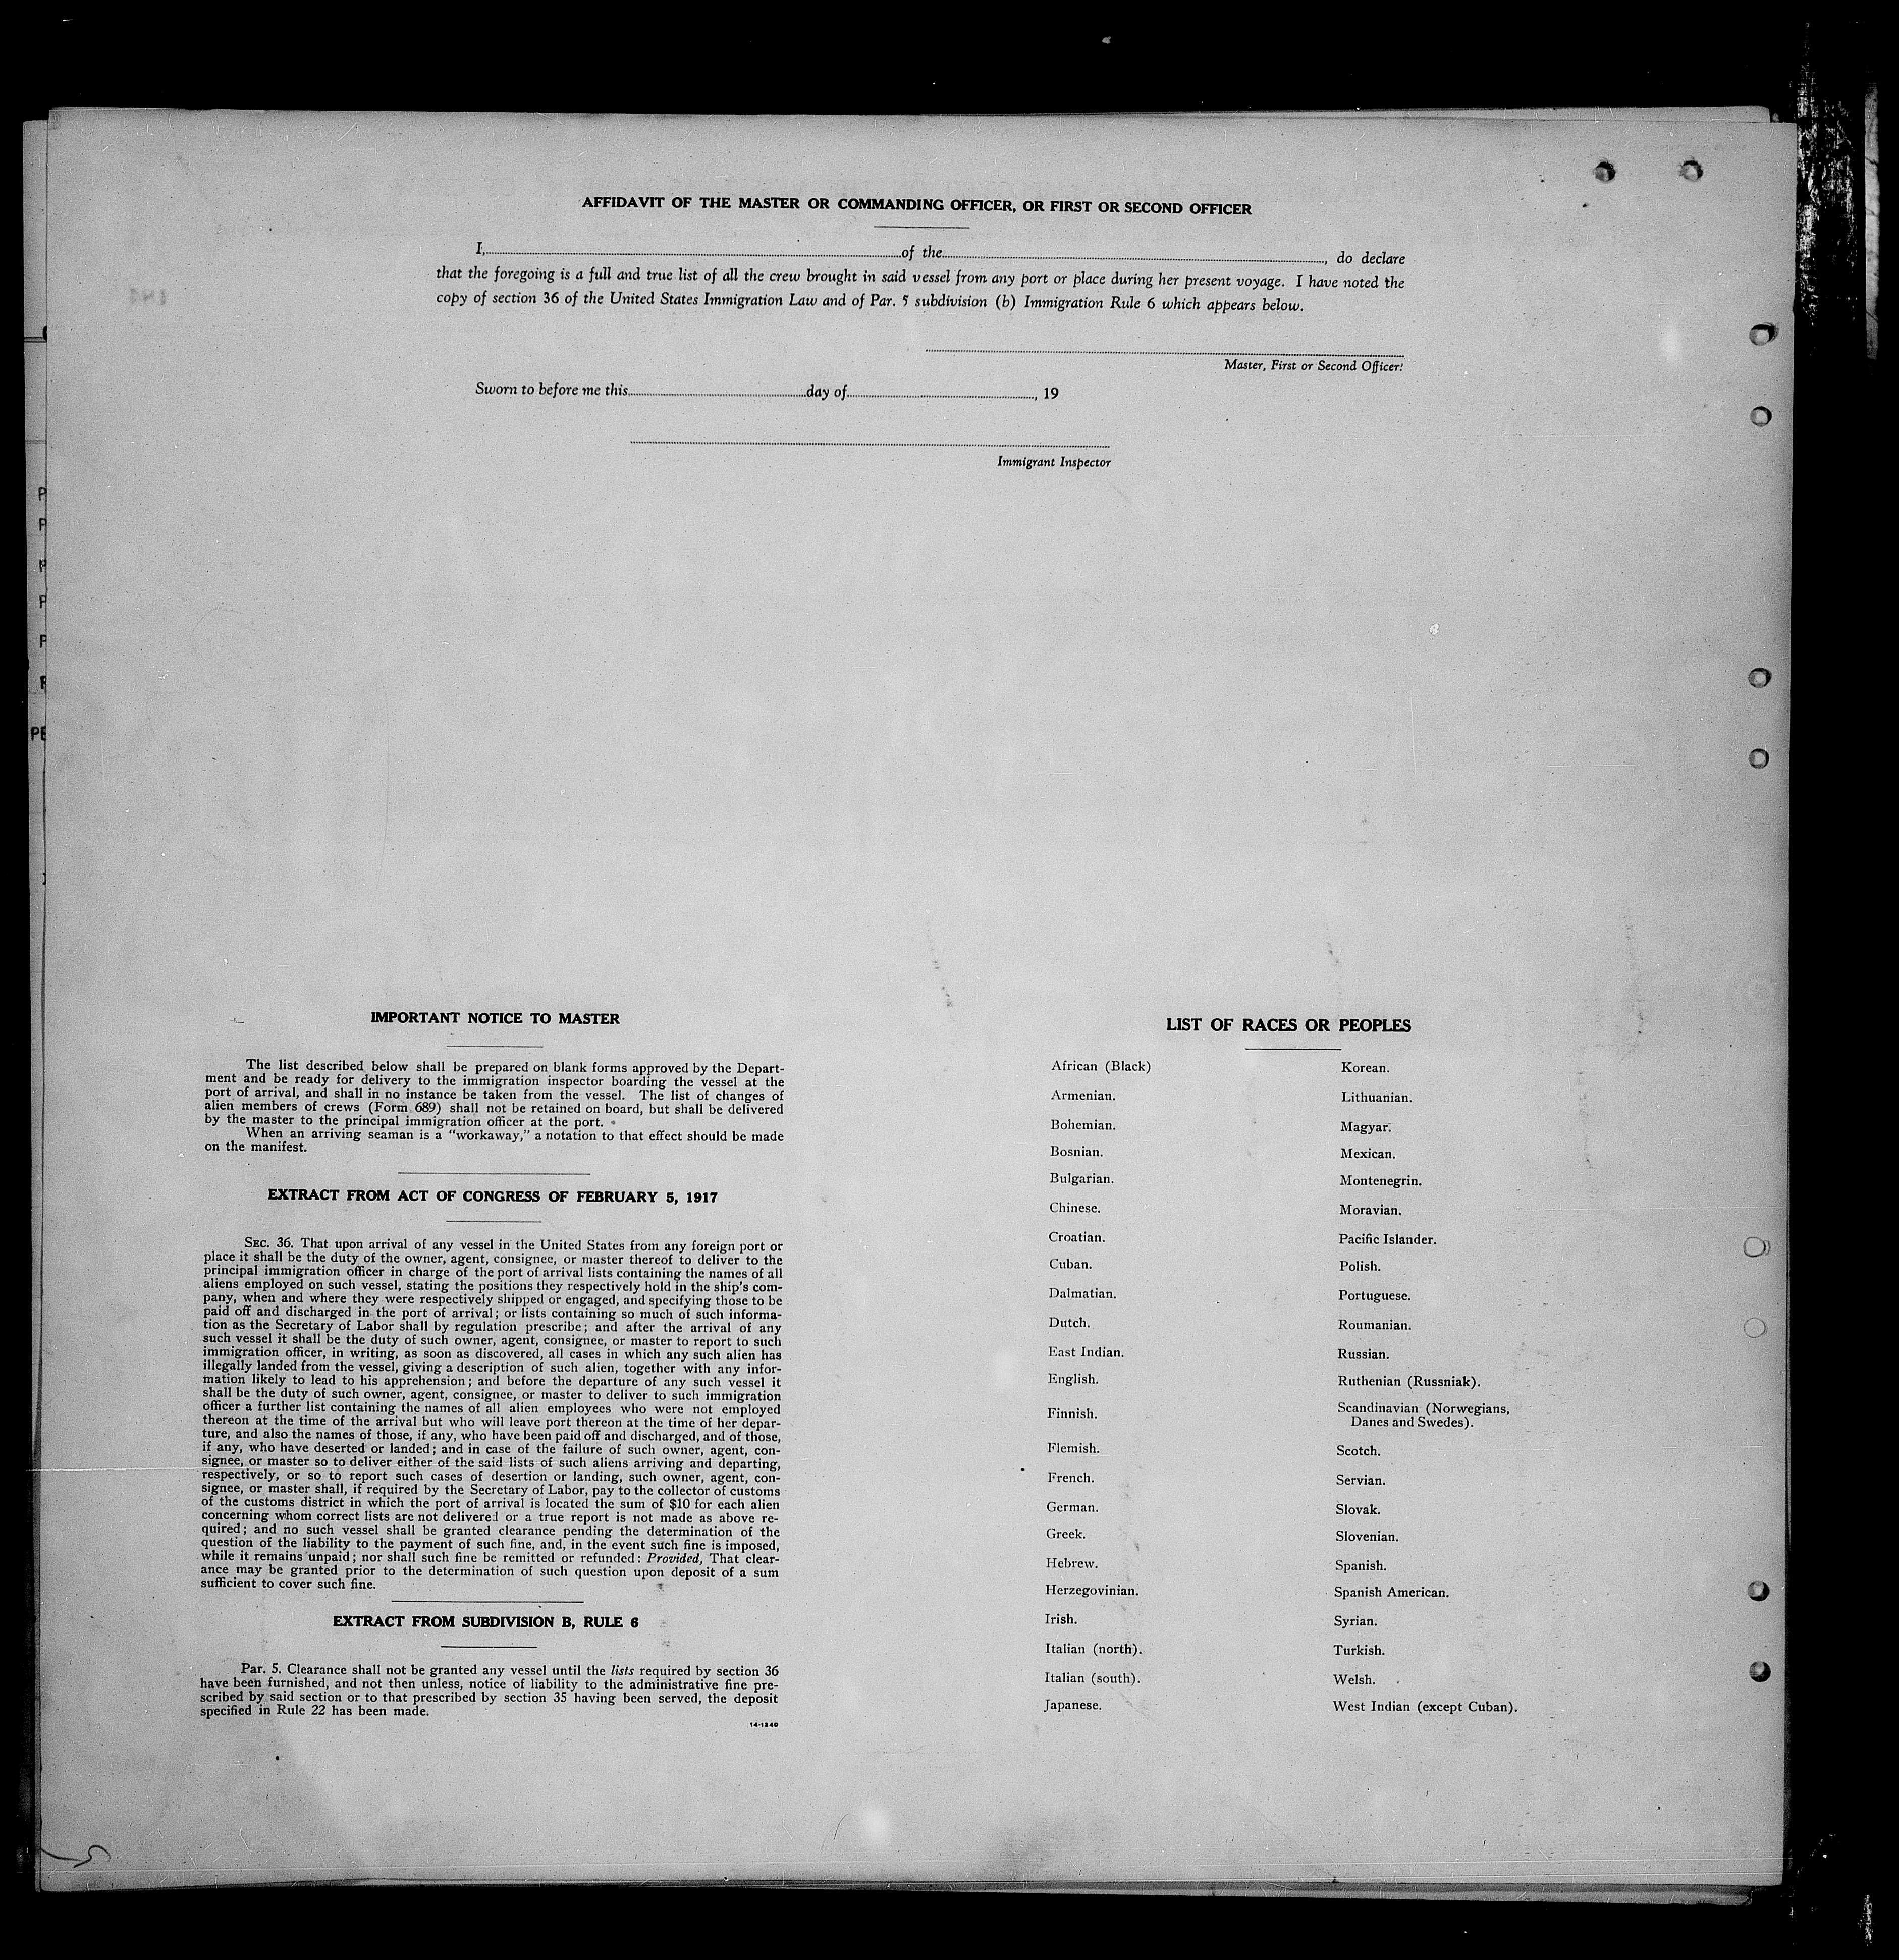 AFFIDAVIT OF THE MASTER OR COMMANDING OFFICER, OR FIRST OR SECOND OFFICER
I, of the , do declare
that the foregoing is a full and true list of all the crew brought in said vessel from any port or place during her present voyage. I have noted the
copy of section 36 of the United States Immigration Law and of Par. 5 subdivision (b) Immigration Rule 6 which appears below.
Master, First or Second Officer.
Sworn to before me this day of , 19
Immigrant Inspector
P
P
P
P
P
PE
IMPORTANT NOTICE TO MASTER
The list described below shall be prepared on blank forms approved by the Depart-
ment and be ready for delivery to the immigration inspector boarding the vessel at the
port of arrival, and shall in no instance be taken from the vessel. The list of changes of
alien members of crews (Form 689) shall not be retained on board, but shall be delivered
by the master to the principal immigration officer at the port.
When an arriving seaman is a "workaway," a notation to that effect should be made
on the manifest.
EXTRACT FROM ACT OF CONGRESS OF FEBRUARY 5, 1917
SEC. 36. That upon arrival of any vessel in the United States from any foreign port or
place it shall be the duty of the owner, agent, consignee, or master thereof to deliver to the
principal immigration officer in charge of the port of arrival lists containing the names of all
aliens employed on such vessel, stating the positions they respectively hold in the ship's com-
pany, when and where they were respectively shipped or engaged, and specifying those to be
paid off and discharged in the port of arrival; or lists containing so much of such informa-
tion as the Secretary of Labor shall by regulation prescribe; and after the arrival of any
such vessel it shall be the duty of such owner, agent, consignee, or master to report to such
immigration officer, in writing, as soon as discovered, all cases in which any such alien has
illegally landed from the vessel, giving a description of such alien, together with any infor-
mation likely to lead to his apprehension; and before the departure of any such vessel it
shall be the duty of such owner, agent, consignee, or master to deliver to such immigration
officer a further list containing the names of all alien employees who were not employed
thereon at the time of the arrival but who will leave port thereon at the time of her depar-
ture, and also the names of those, if any, who have been paid off and discharged, and of those,
if any, who have deserted or landed; and in case of the failure of such owner, agent, con-
signee, or master so to deliver either of the said lists of such aliens arriving and departing,
respectively, or so to report such cases of desertion or landing, such owner, agent, con-
signee, or master shall, if required by the Secretary of Labor, pay to the collector of customs
of the customs district in which the port of arrival is located the sum of $10 for each alien
concerning whom correct lists are not delivered or a true report is not made as above re-
quired; and no such vessel shall be granted clearance pending the determination of the
question of the liability to the payment of such fine, and, in the event such fine is imposed,
while it remains unpaid; nor shall such fine be remitted or refunded: Provided, That clear-
ance may be granted prior to the determination of such question upon deposit of a sum
sufficient to cover such fine.
EXTRACT FROM SUBDIVISION B, RULE 6
Par. 5. Clearance shall not be granted any vessel until the lists required by section 36
have been furnished, and not then unless, notice of liability to the administrative fine pre-
scribed by said section or to that prescribed by section 35 having been served, the deposit
specified in Rule 22 has been made.
14-1240
LIST OF RACES OR PEOPLES
African (Black)
Armenian.
Bohemian.
Bosnian.
Bulgarian.
Chinese.
Croatian.
Cuban.
Dalmatian.
Dutch.
East Indian.
English.
Finnish.
Flemish.
French.
German.
Greek.
Hebrew.
Herzegovinian.
Irish.
Italian (north).
Italian (south).
Japanese.
Korean.
Lithuanian.
Magyar.
Mexican.
Montenegrin.
Moravian.
Pacific Islander.
Polish.
Portuguese.
Roumanian.
Russian.
Ruthenian (Russniak).
Scandinavian (Norwegians,
Danes and Swedes).
Scotch.
Servian.
Slovak.
Slovenian.
Spanish.
Spanish American.
Syrian.
Turkish.
Welsh.
West Indian (except Cuban).